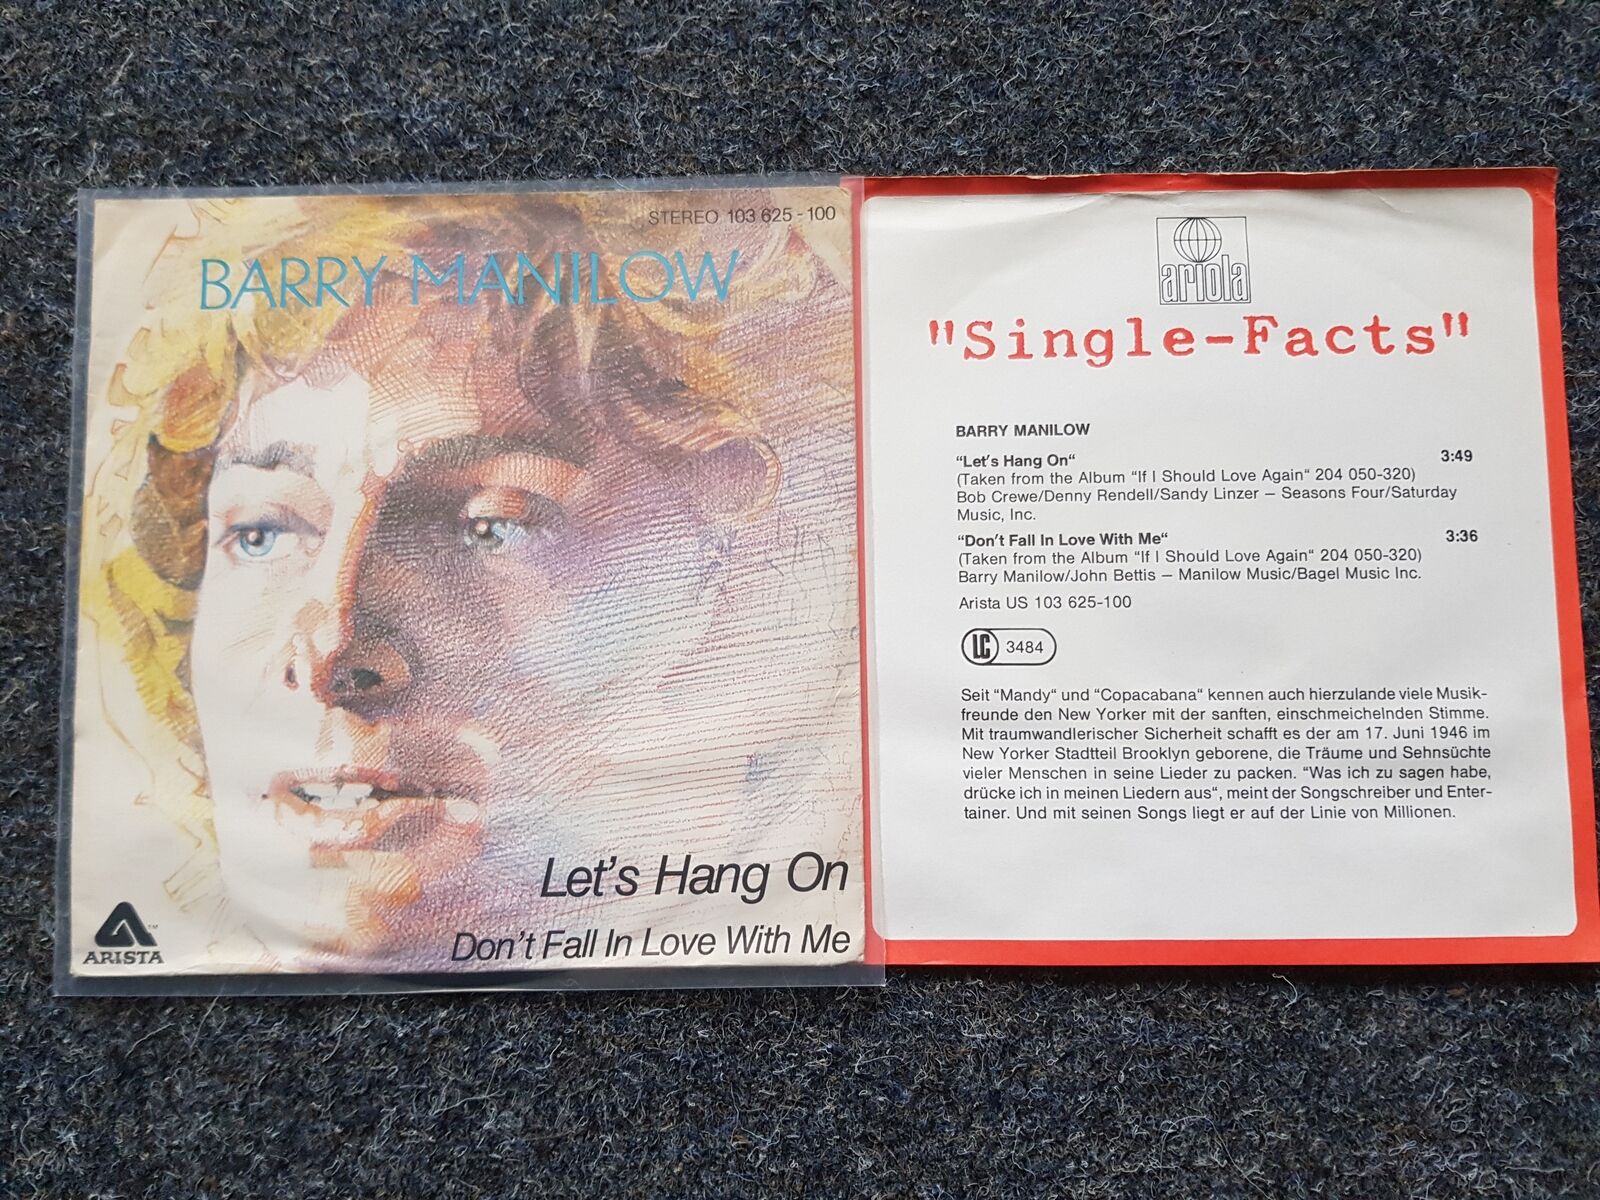 STEREO 103 625 - 100
BARRY MANILOW
Let's Hang On
Don't Fall In Love With Me
ARISTA
TM
ariola
"Single-Facts"
BARRY MANILOW
“Let's Hang On“ 3:49
(Taken from the Album “If I Should Love Again“ 204 050-320)
Bob Crewe/Denny Rendell/Sandy Linzer – Seasons Four/Saturday
Music, Inc.
“Don't Fall In Love With Me“ 3:36
(Taken from the Album “If I Should Love Again“ 204 050-320)
Barry Manilow/John Bettis – Manilow Music/Bagel Music Inc.
Arista US 103 625-100
LC 3484
Seit “Mandy“ und “Copacabana“ kennen auch hierzulande viele Musik-
freunde den New Yorker mit der sanften, einschmeichelnden Stimme.
Mit traumwandlerischer Sicherheit schafft es der am 17. Juni 1946 im
New Yorker Stadtteil Brooklyn geborene, die Träume und Sehnsüchte
vieler Menschen in seine Lieder zu packen. “Was ich zu sagen habe,
drücke ich in meinen Liedern aus“, meint der Songschreiber und Enter-
tainer. Und mit seinen Songs liegt er auf der Linie von Millionen.